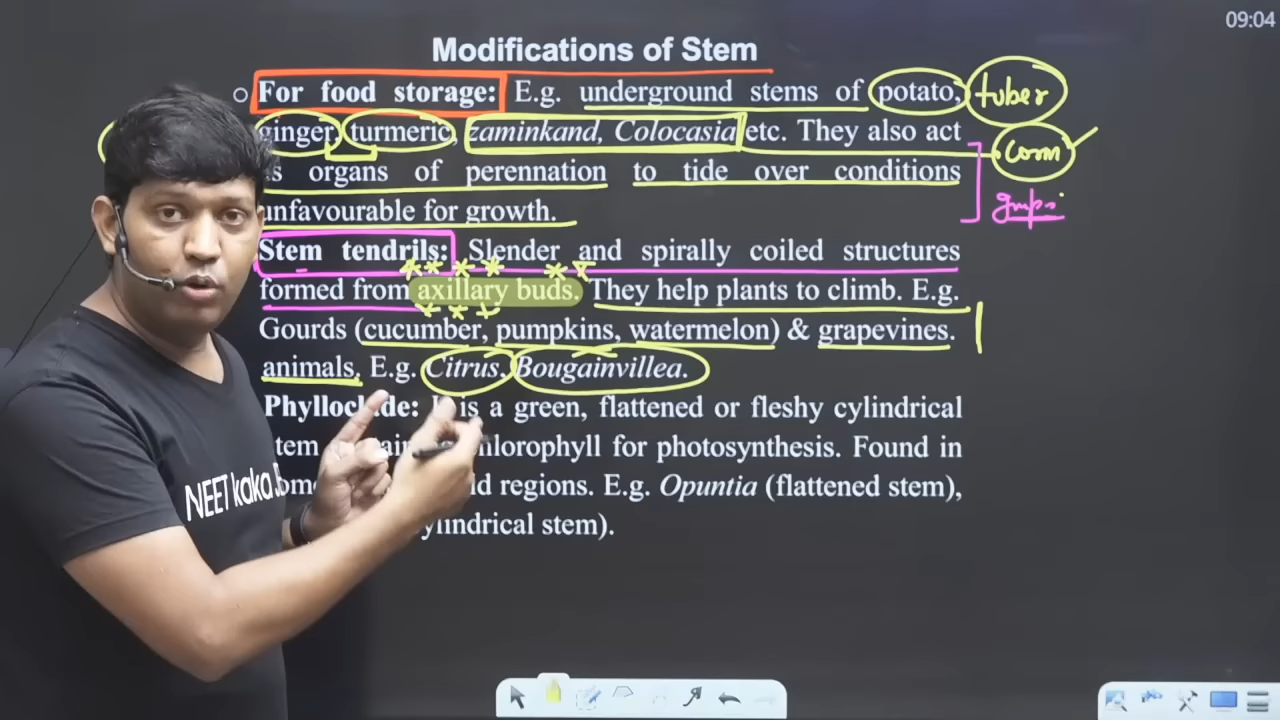 09:04
Modifications of Stem
For food storage: E.g. underground stems of potato, tuber
ginger, turmeric, zaminkand, Colocasia etc. They also act corm
organs of perennation to tide over conditions
unfavourable for growth.
Stem tendrils: Slender and spirally coiled structures
formed from axillary buds. They help plants to climb. E.g.
Gourds (cucumber, pumpkins, watermelon) & grapevines.
animals. E.g. Citrus, Bougainvillea.
Phylloclade: is a green, flattened or fleshy cylindrical
chlorophyll for photosynthesis. Found in
regions. E.g. Opuntia (flattened stem),
cylindrical stem).
NEET kaka